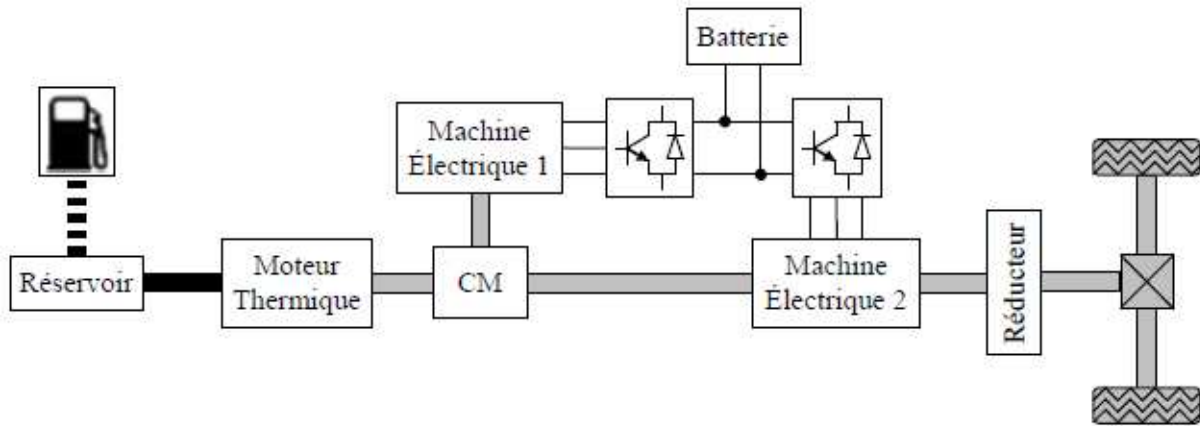 Batterie
Machine
Électrique 1
Réservoir
Moteur
Thermique
CM
Machine
Électrique 2
Réducteur